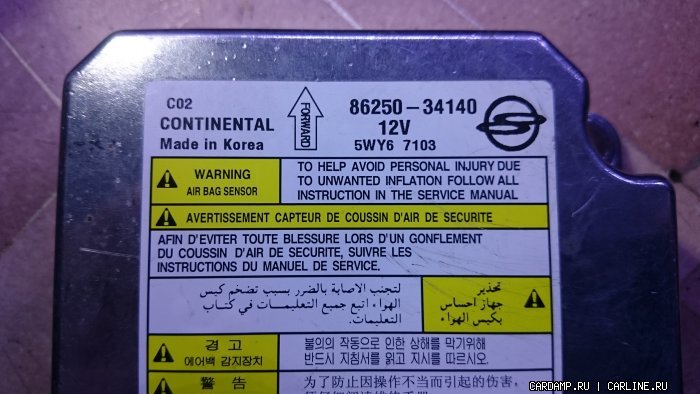 C02
CONTINENTAL
Made in Korea
FORWARD
86250-34140
12V
5WY6 7103
WARNING
AIR BAG SENSOR
TO HELP AVOID PERSONAL INJURY DUE
TO UNWANTED INFLATION FOLLOW ALL
INSTRUCTION IN THE SERVICE MANUAL
AVERTISSEMENT CAPTEUR DE COUSSIN D'AIR DE SECURITE
AFIN D'EVITER TOUTE BLESSURE LORS D'UN GONFLEMENT
DU COUSSIN D'AIR DE SECURITE, SUIVRE LES
INSTRUCTIONS DU MANUEL DE SERVICE.
تحذير
جهاز احساس
بكيس الهواء
لتجنب الاصابة بالضرر بسبب تضخم كيس
الهواء اتبع جميع التعليمات في كتاب
التعليمات.
경 고
에어백 감지장치
불의의 작동으로 인한 상해를 막기위해
반드시 지침서를 읽고 지시를 따르시오.
警 告
为了防止因操作不当而引起的伤害,
CARDAMP.RU | CARLINE.RU